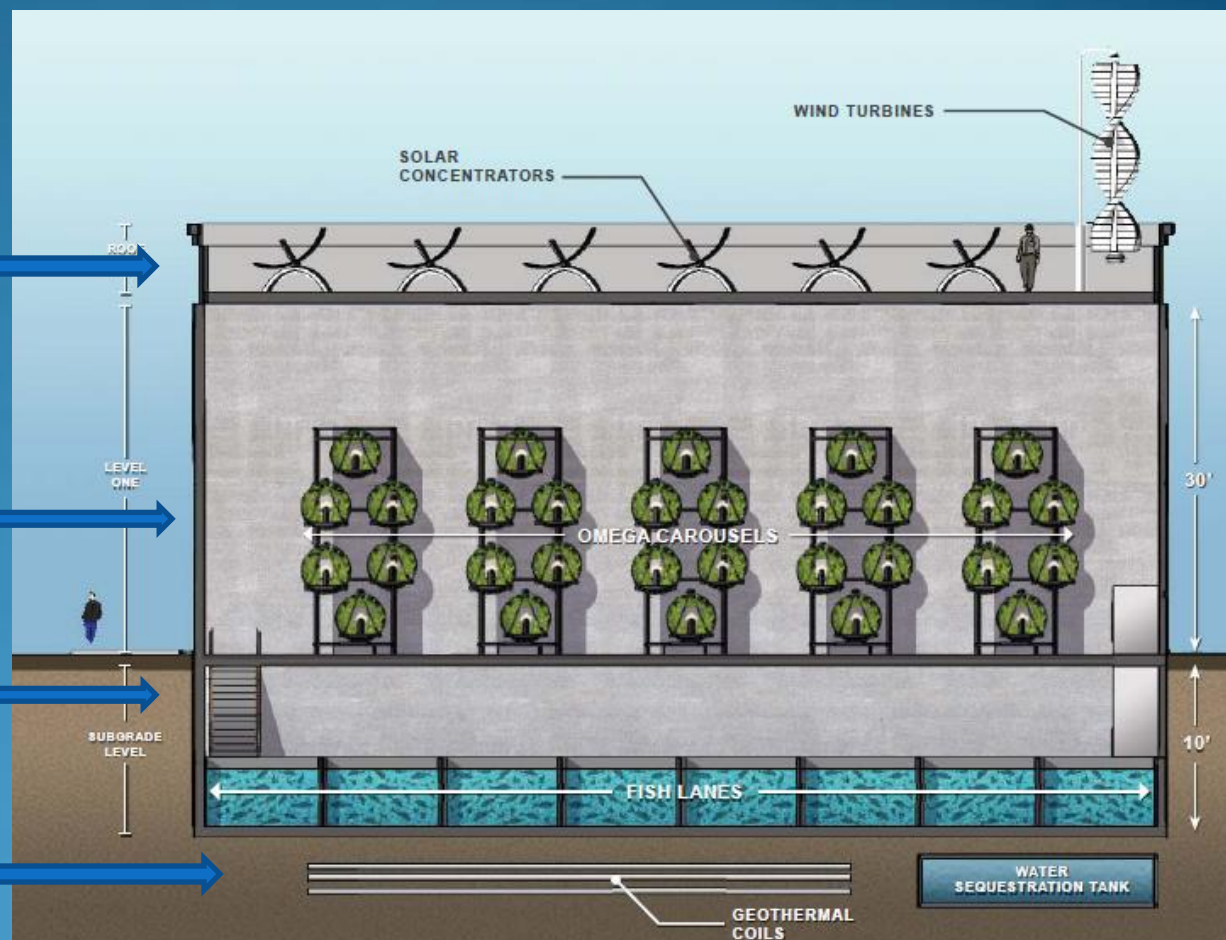 WIND TURBINES
SOLAR
CONCENTRATORS
ROOF
LEVEL
ONE
30'
OMEGA CAROUSELS
SUBGRADE
LEVEL
10'
FISH LANES
WATER
SEQUESTRATION TANK
GEOTHERMAL
COILS